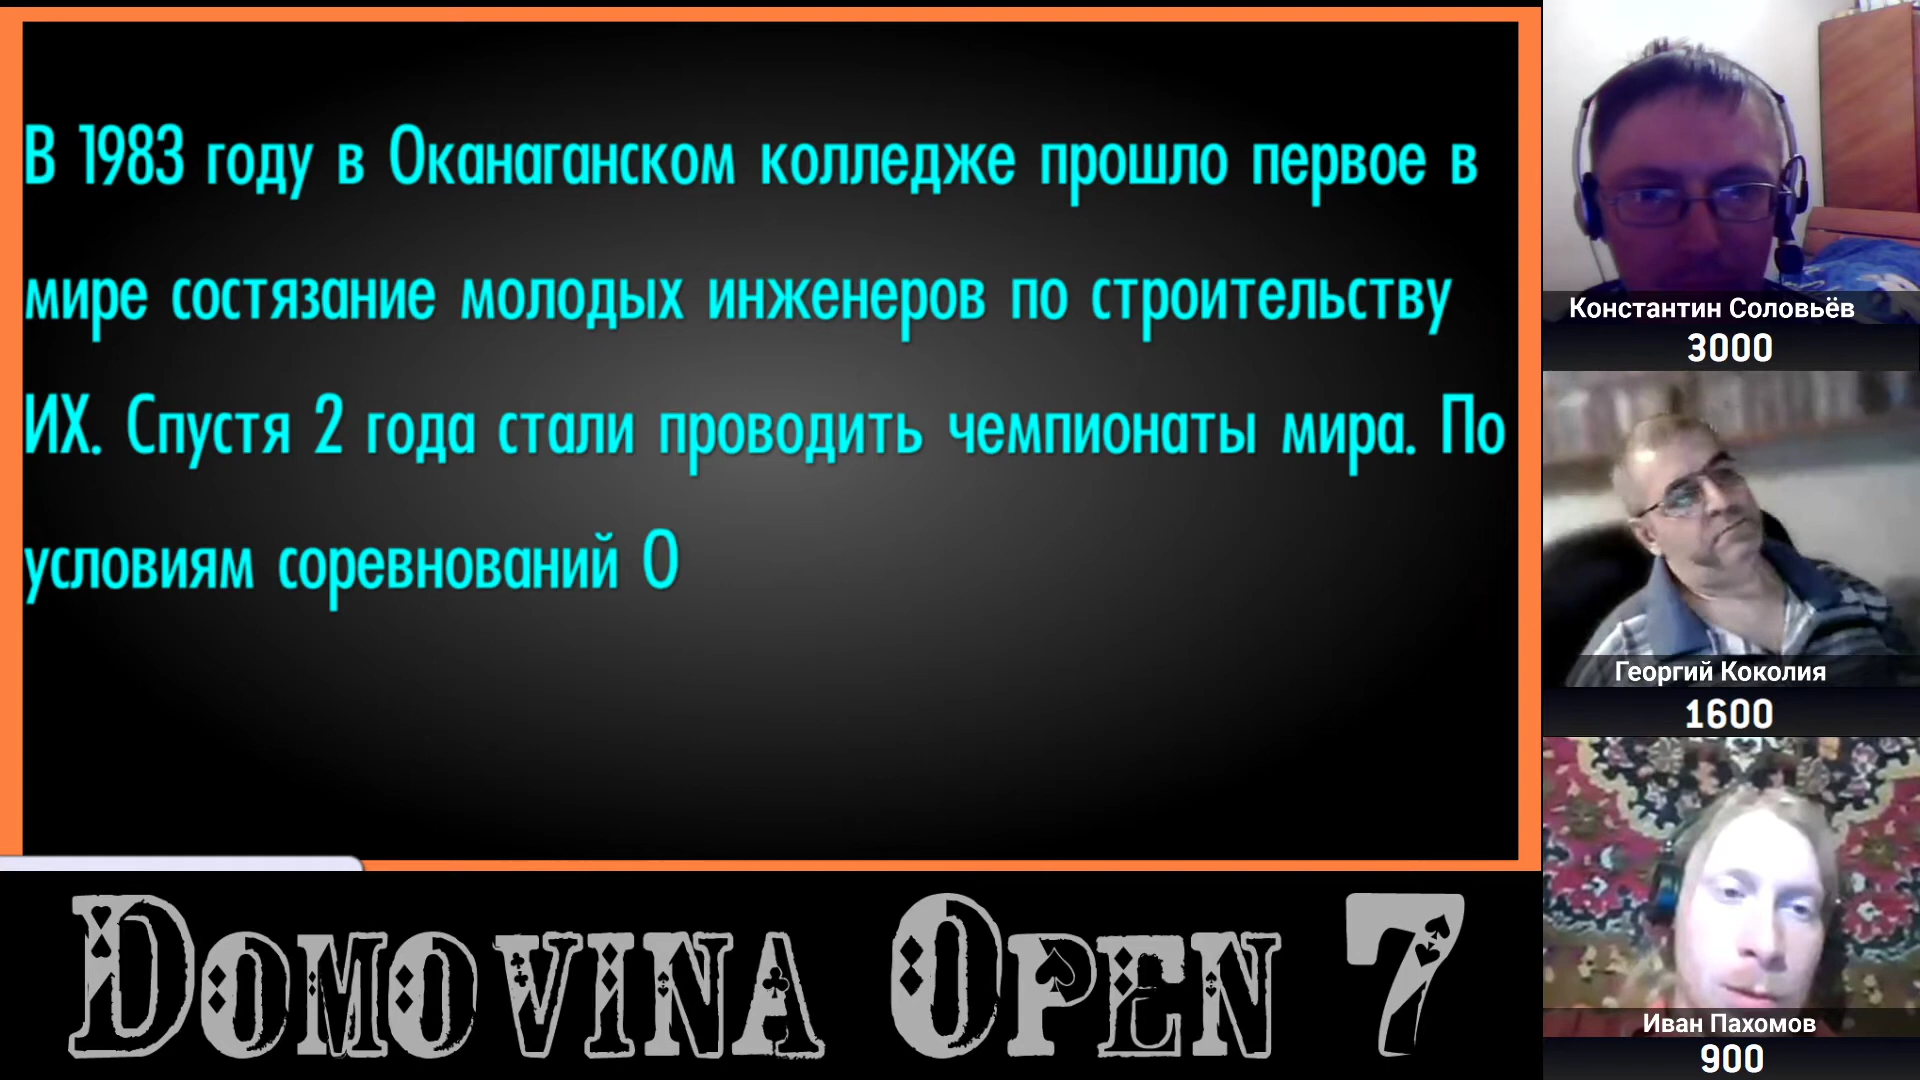 В 1983 году в Оканаганском колледже прошло первое в
мире состязание молодых инженеров по строительству
ИХ. Спустя 2 года стали проводить чемпионаты мира. По
условиям соревнований О
Константин Соловьёв
3000
Георгий Коколия
1600
Иван Пахомов
900
DOMOVINA OPEN 7